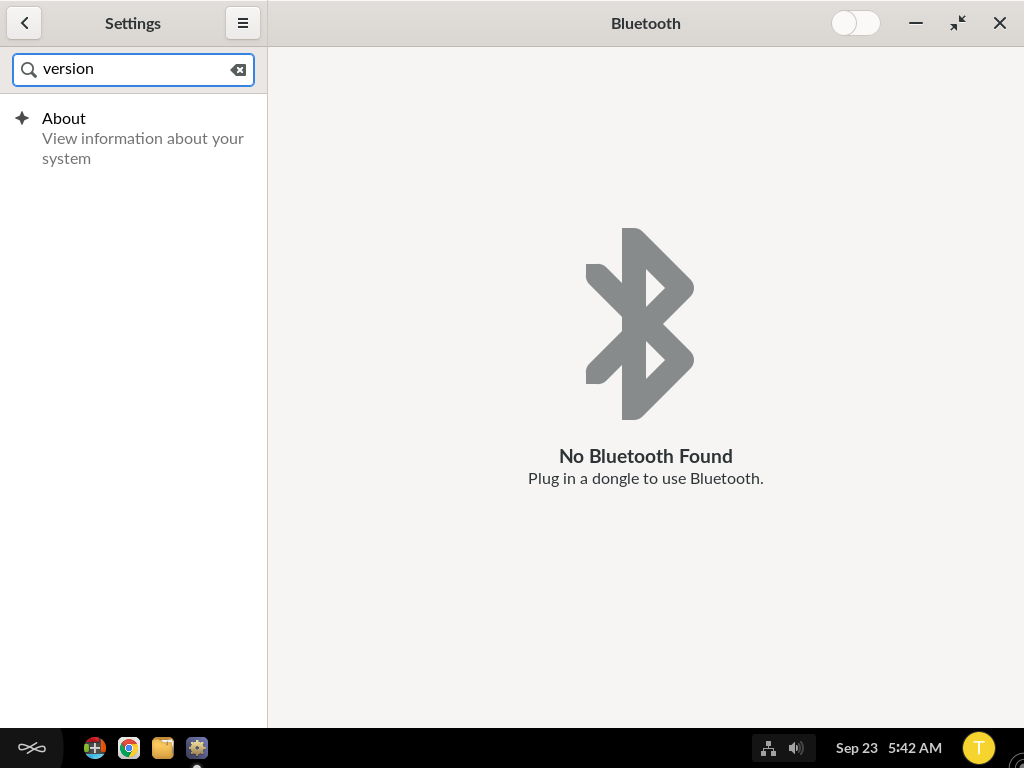 Settings
Bluetooth
version
About
View information about your
system
No Bluetooth Found
Plug in a dongle to use Bluetooth.
Sep 23 5:42 AM
T